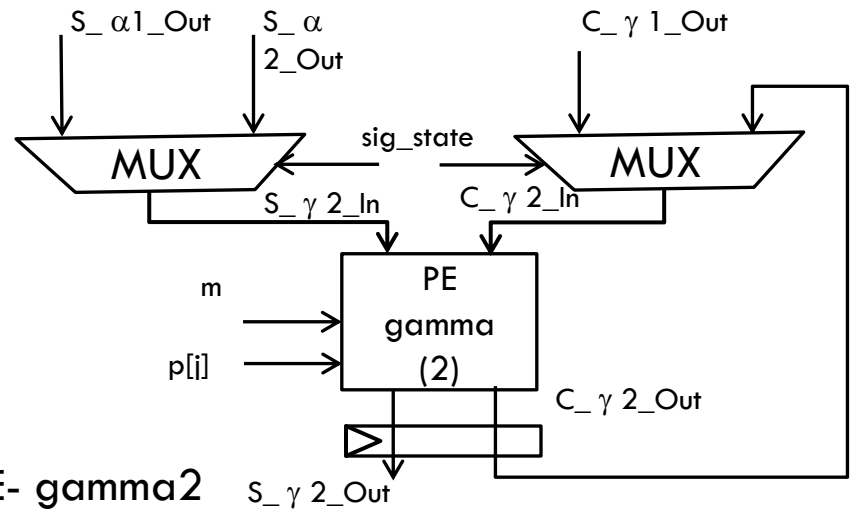 S_ α1_Out
S_ α
2_Out
C_ γ 1_Out
sig_state
MUX
MUX
S_ γ 2_In
C_ γ 2_In
PE
gamma
(2)
m
p[j]
C_ γ 2_Out
E- gamma2
S_ γ 2_Out